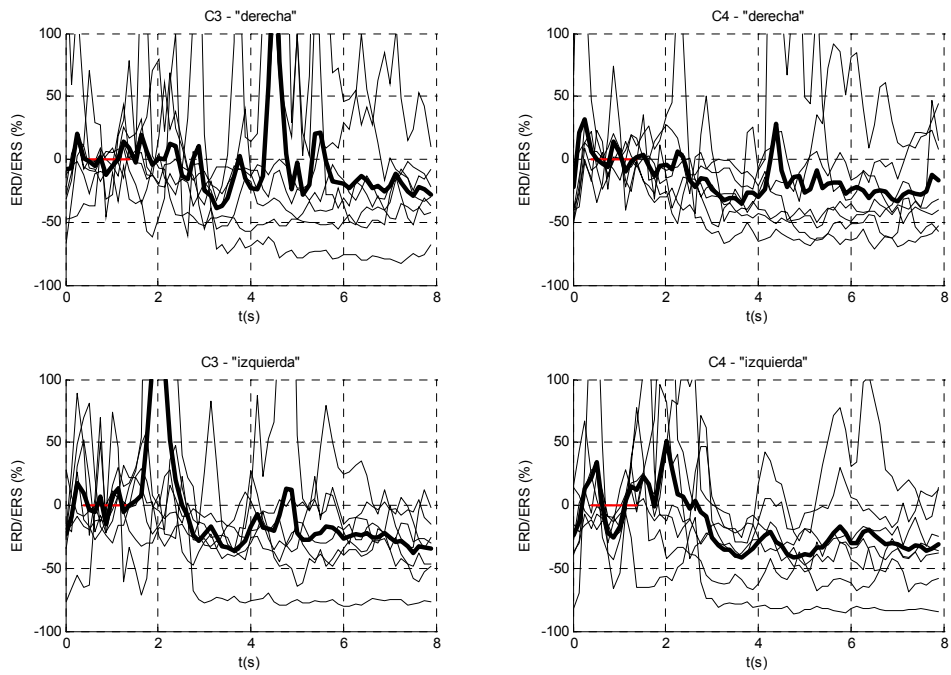 C3 - "derecha"
100
50
0
-50
-100
ERD/ERS (%)
0 2 4 6 8
t(s)
C4 - "derecha"
100
50
0
-50
-100
ERD/ERS (%)
0 2 4 6 8
t(s)
C3 - "izquierda"
100
50
0
-50
-100
ERD/ERS (%)
0 2 4 6 8
t(s)
C4 - "izquierda"
100
50
0
-50
-100
ERD/ERS (%)
0 2 4 6 8
t(s)